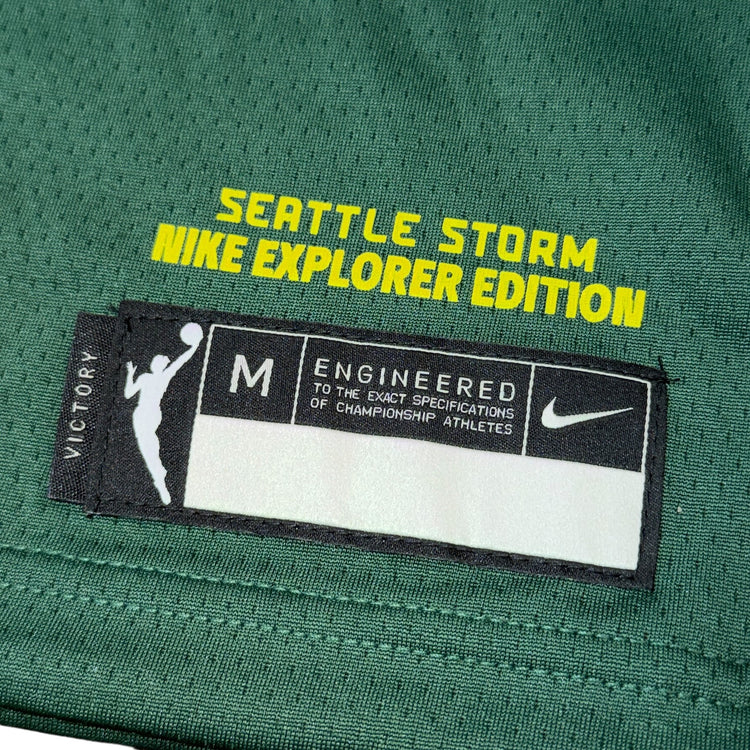 SEATTLE STORM
NIKE EXPLORER EDITION
VICTORY
M
ENGINEERED
TO THE EXACT SPECIFICATIONS
OF CHAMPIONSHIP ATHLETES